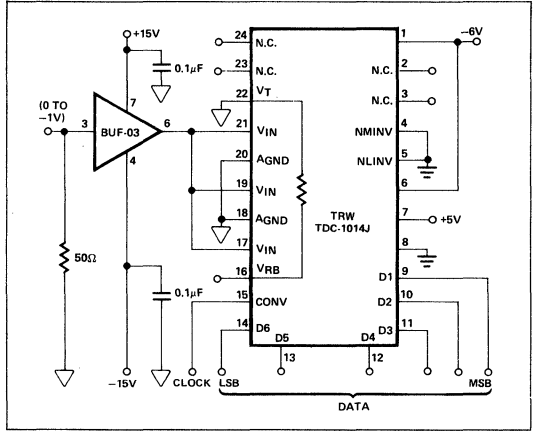 +15V
0.1μF
(0 TO
−1V)
3
BUF-03
7
6
4
50Ω
0.1μF
−15V
24 N.C.
23 N.C.
22 VT
21 VIN
20 AGND
19 VIN
18 AGND
17 VIN
16 VRB
15 CONV
14 D6
D5
13
D4
12
TRW
TDC-1014J
1
−6V
N.C. 2
N.C. 3
NMINV 4
NLINV 5
6
7 +5V
8
D1 9
D2 10
D3 11
CLOCK
LSB
MSB
DATA